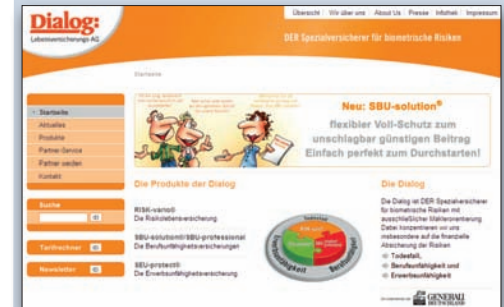 Dialog:
Lebensversicherungs-AG
Übersicht | Wir über uns | About Us | Presse | Infothek | Impressum
DER Spezialversicherer für biometrische Risiken
Startseite
Startseite
Aktuelles
Produkte
Partner-Service
Partner werden
Kontakt
Suche
Tarifrechner
Newsletter
Neu: SBU-solution®
flexibler Voll-Schutz zum
unschlagbar günstigen Beitrag
Einfach perfekt zum Durchstarten!
Die Produkte der Dialog
RISK-vario®
Die Risikolebensversicherung
SBU-solution®/SBU-professional
Die Berufsunfähigkeitsversicherungen
SEU-protect®
Die Erwerbsunfähigkeitsversicherung
Todesfall
Erwerbsunfähigkeit
Berufsunfähigkeit
Die Dialog
Die Dialog ist DER Spezialversicherer
für biometrische Risiken mit
ausschließlicher Maklerorientierung.
Dabei konzentrieren wir uns
insbesondere auf die finanzielle
Absicherung der Risiken
Todesfall,
Berufsunfähigkeit und
Erwerbsunfähigkeit
Ein Unternehmen der
GENERALI
DEUTSCHLAND